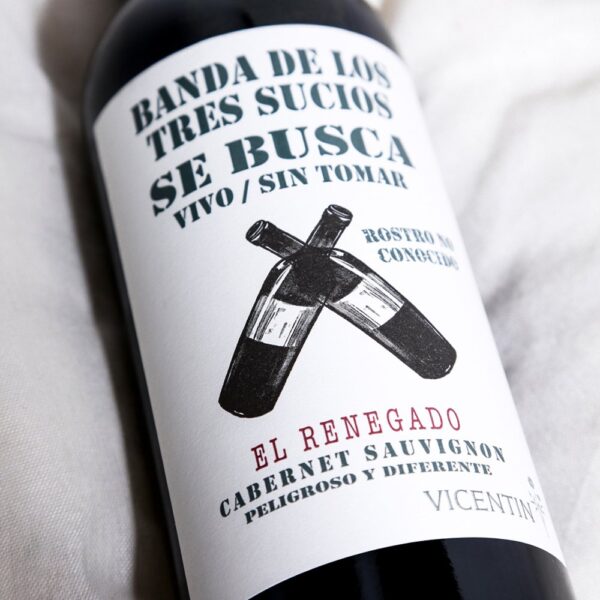 BANDA DE LOS
TRES SUCIOS
SE BUSCA
VIVO / SIN TOMAR
ROSTRO NO
CONOCIDO
EL RENEGADO
CABERNET SAUVIGNON
PELIGROSO Y DIFERENTE
VICENTIN